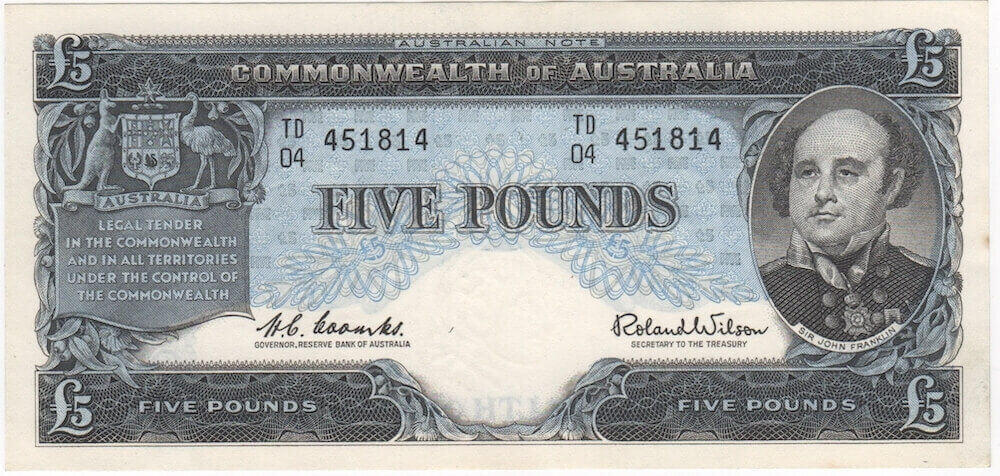 AUSTRALIAN NOTE
£5 COMMONWEALTH OF AUSTRALIA £5
TD 04 451814
TD 04 451814
FIVE POUNDS
AUSTRALIA
LEGAL TENDER
IN THE COMMONWEALTH
AND IN ALL TERRITORIES
UNDER THE CONTROL OF
THE COMMONWEALTH
£5
£5
H.C. Coombs.
GOVERNOR, RESERVE BANK OF AUSTRALIA
Roland Wilson
SECRETARY TO THE TREASURY
SIR JOHN FRANKLIN
£5 FIVE POUNDS
FIVE POUNDS £5